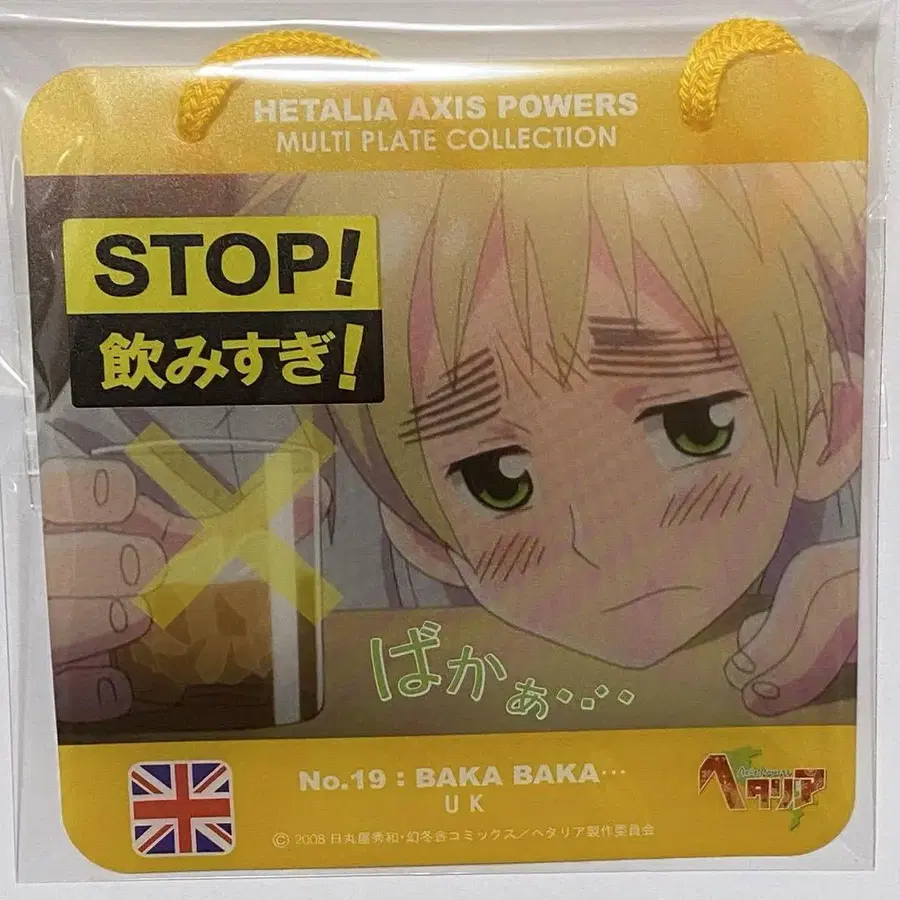 HETALIA AXIS POWERS
MULTI PLATE COLLECTION
STOP!
飲みすぎ!
ばかぁ・・・・
No.19 : BAKA BAKA…
UK
ヘタリア
© 2008 日丸屋秀和・幻冬舎コミックス／ヘタリア製作委員会